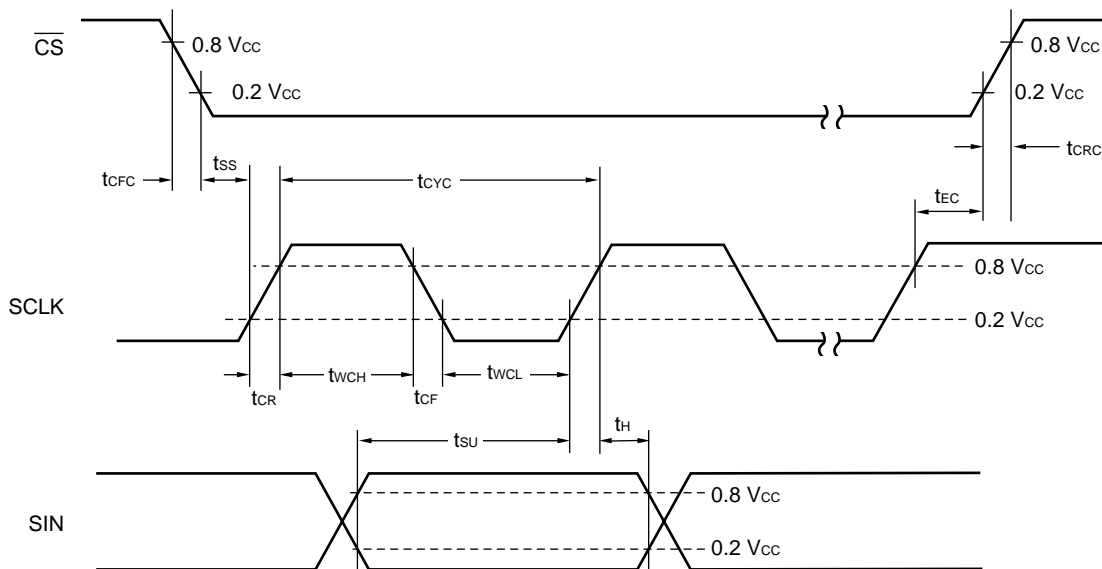 CS
0.8 VCC
0.2 VCC
0.8 VCC
0.2 VCC
tCFC
tSS
tCYC
tCRC
tEC
SCLK
0.8 VCC
0.2 VCC
tCR
tWCH
tCF
tWCL
tSU
tH
SIN
0.8 VCC
0.2 VCC